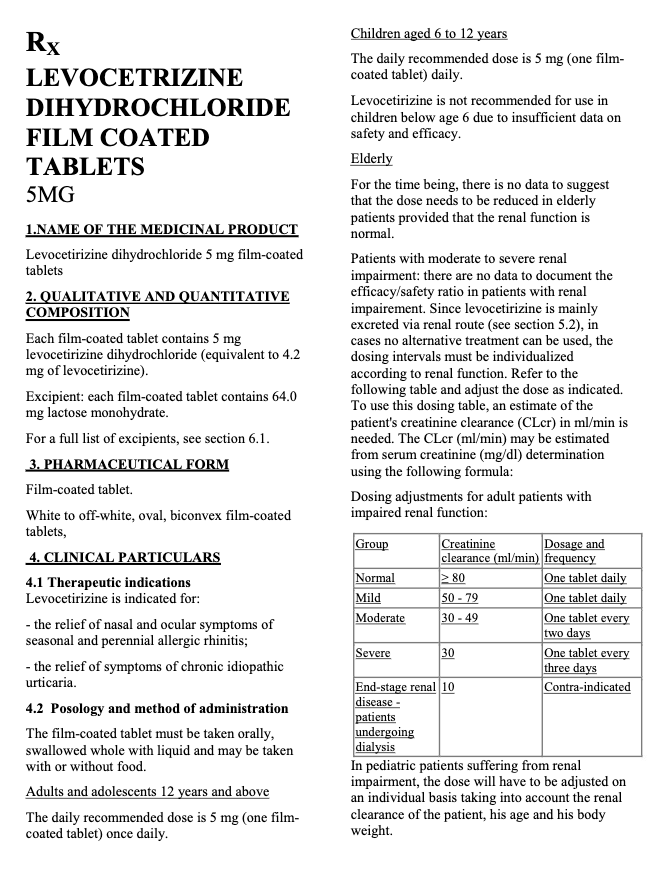 Rx
LEVOCETRIZINE
DIHYDROCHLORIDE
FILM COATED
TABLETS
5MG
1.NAME OF THE MEDICINAL PRODUCT
Levocetirizine dihydrochloride 5 mg film-coated
tablets
2. QUALITATIVE AND QUANTITATIVE
COMPOSITION
Each film-coated tablet contains 5 mg
levocetirizine dihydrochloride (equivalent to 4.2
mg of levocetirizine).
Excipient: each film-coated tablet contains 64.0
mg lactose monohydrate.
For a full list of excipients, see section 6.1.
3. PHARMACEUTICAL FORM
Film-coated tablet.
White to off-white, oval, biconvex film-coated
tablets,
4. CLINICAL PARTICULARS
4.1 Therapeutic indications
Levocetirizine is indicated for:
- the relief of nasal and ocular symptoms of
seasonal and perennial allergic rhinitis;
- the relief of symptoms of chronic idiopathic
urticaria.
4.2 Posology and method of administration
The film-coated tablet must be taken orally,
swallowed whole with liquid and may be taken
with or without food.
Adults and adolescents 12 years and above
The daily recommended dose is 5 mg (one film-
coated tablet) once daily.
Children aged 6 to 12 years
The daily recommended dose is 5 mg (one film-
coated tablet) daily.
Levocetirizine is not recommended for use in
children below age 6 due to insufficient data on
safety and efficacy.
Elderly
For the time being, there is no data to suggest
that the dose needs to be reduced in elderly
patients provided that the renal function is
normal.
Patients with moderate to severe renal
impairment: there are no data to document the
efficacy/safety ratio in patients with renal
impairement. Since levocetirizine is mainly
excreted via renal route (see section 5.2), in
cases no alternative treatment can be used, the
dosing intervals must be individualized
according to renal function. Refer to the
following table and adjust the dose as indicated.
To use this dosing table, an estimate of the
patient's creatinine clearance (CLcr) in ml/min is
needed. The CLcr (ml/min) may be estimated
from serum creatinine (mg/dl) determination
using the following formula:
Dosing adjustments for adult patients with
impaired renal function:
Group Creatinine Dosage and
clearance (ml/min) frequency
Normal ≥ 80 One tablet daily
Mild 50 - 79 One tablet daily
Moderate 30 - 49 One tablet every
two days
Severe 30 One tablet every
three days
End-stage renal 10 Contra-indicated
disease -
patients
undergoing
dialysis
In pediatric patients suffering from renal
impairment, the dose will have to be adjusted on
an individual basis taking into account the renal
clearance of the patient, his age and his body
weight.